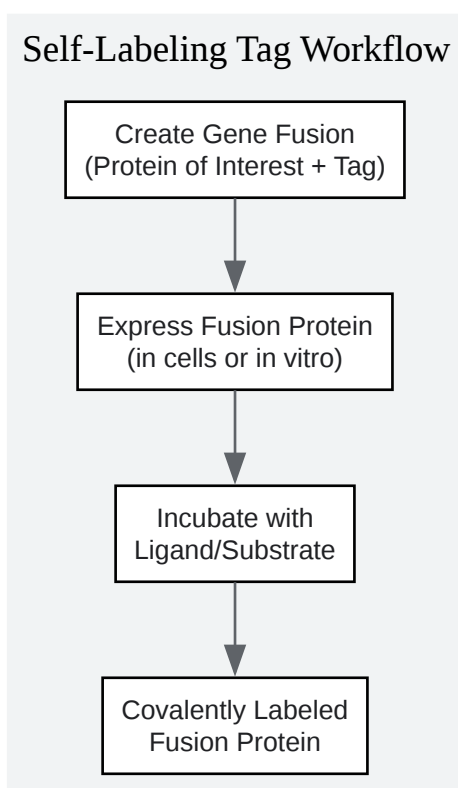 Self-Labeling Tag Workflow
Create Gene Fusion
(Protein of Interest + Tag)
Express Fusion Protein
(in cells or in vitro)
Incubate with
Ligand/Substrate
Covalently Labeled
Fusion Protein